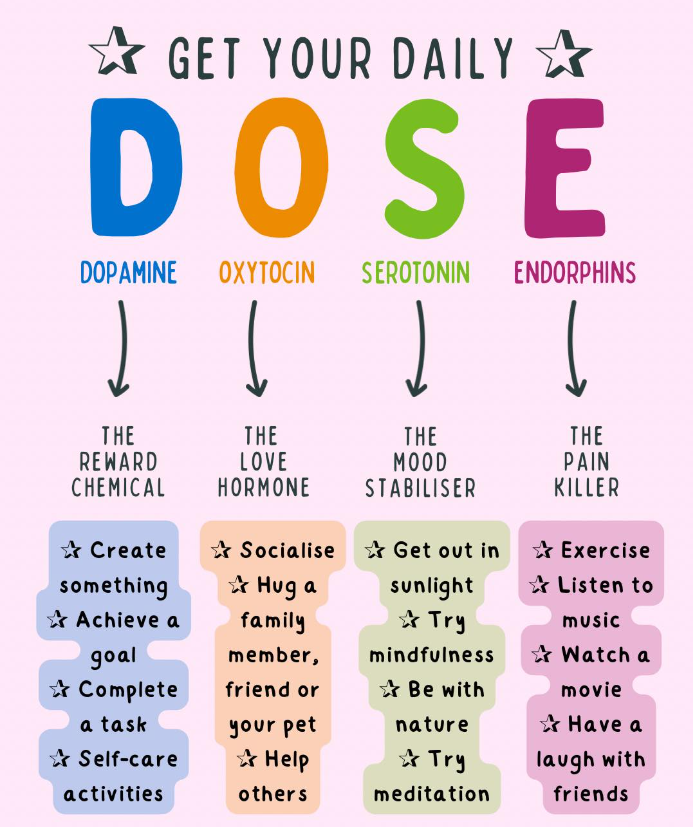 GET YOUR DAILY
DOSE
DOPAMINE
OXYTOCIN
SEROTONIN
ENDORPHINS
THE
REWARD
CHEMICAL
THE
LOVE
HORMONE
THE
MOOD
STABILISER
THE
PAIN
KILLER
Create
something
Achieve a
goal
Complete
a task
Self-care
activities
Socialise
Hug a
family
member,
friend or
your pet
Help
others
Get out in
sunlight
Try
mindfulness
Be with
nature
Try
meditation
Exercise
Listen to
music
Watch a
movie
Have a
laugh with
friends